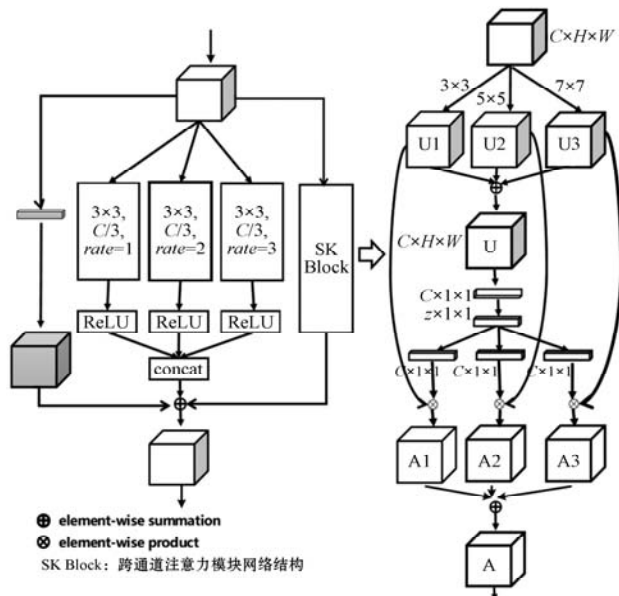 3×3,
C/3,
rate=1
3×3,
C/3,
rate=2
3×3,
C/3,
rate=3
SK
Block
ReLU
ReLU
ReLU
concat
⊕ element-wise summation
⊗ element-wise product
SK Block：跨通道注意力模块网络结构
C×H×W
3×3
5×5
7×7
U1
U2
U3
C×H×W
U
C×1×1
z×1×1
C×1×1
C×1×1
C×1×1
A1
A2
A3
A